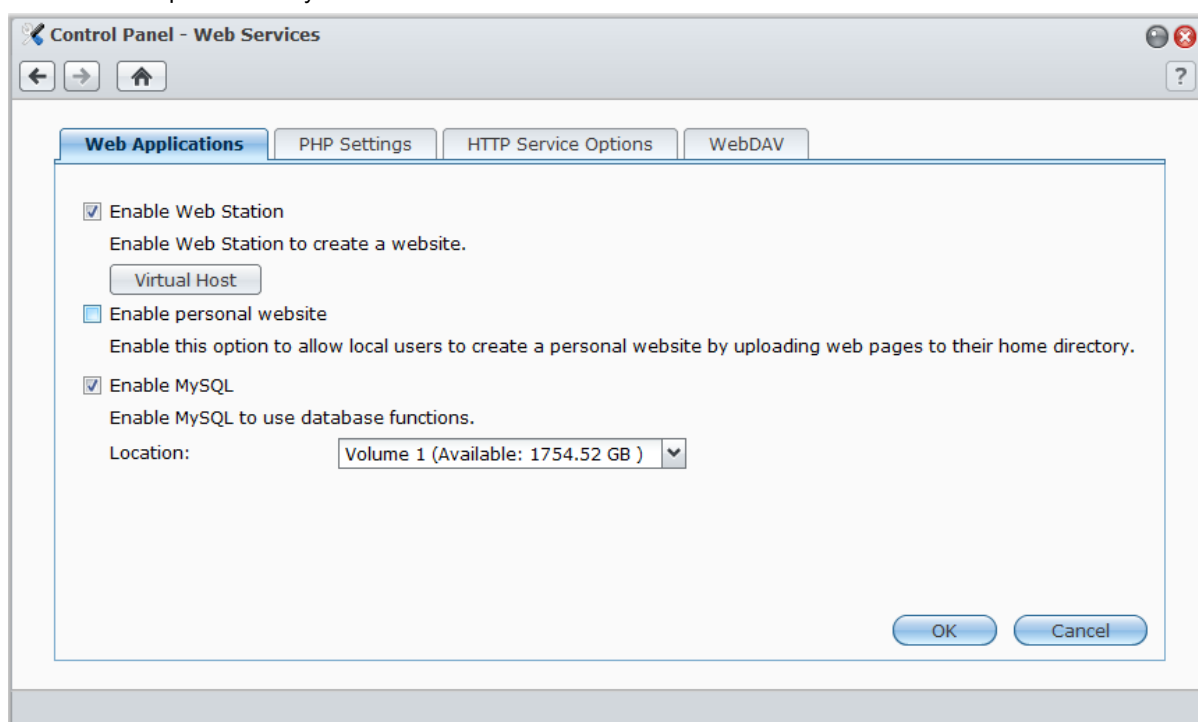 Control Panel - Web Services
?
Web Applications PHP Settings HTTP Service Options WebDAV
Enable Web Station
Enable Web Station to create a website.
Virtual Host
Enable personal website
Enable this option to allow local users to create a personal website by uploading web pages to their home directory.
Enable MySQL
Enable MySQL to use database functions.
Location: Volume 1 (Available: 1754.52 GB )
OK Cancel